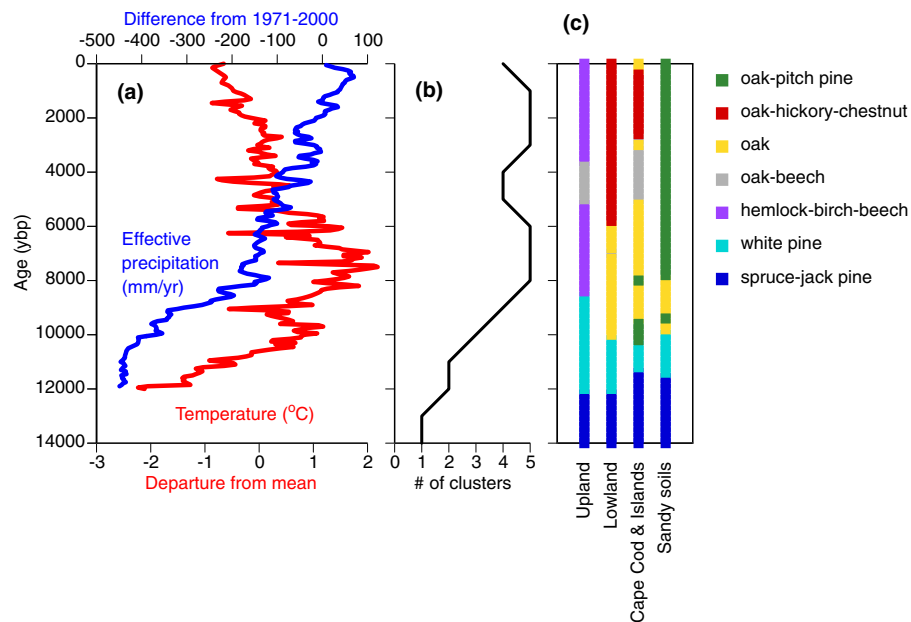 Difference from 1971-2000
-500 -400 -300 -200 -100 0 100
(a)
Effective
precipitation
(mm/yr)
Temperature (oC)
Age (ybp)
0
2000
4000
6000
8000
10000
12000
14000
-3 -2 -1 0 1 2
Departure from mean
(b)
0 1 2 3 4 5
# of clusters
(c)
Upland
Lowland
Cape Cod & Islands
Sandy soils
oak-pitch pine
oak-hickory-chestnut
oak
oak-beech
hemlock-birch-beech
white pine
spruce-jack pine